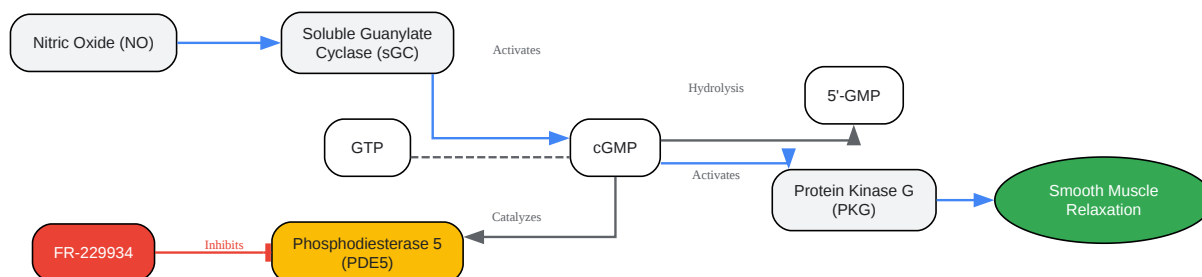 Nitric Oxide (NO)
Soluble Guanylate
Cyclase (sGC)
Activates
Hydrolysis
5'-GMP
GTP
cGMP
Activates
Protein Kinase G
(PKG)
Smooth Muscle
Relaxation
Catalyzes
FR-229934
Inhibits
Phosphodiesterase 5
(PDE5)